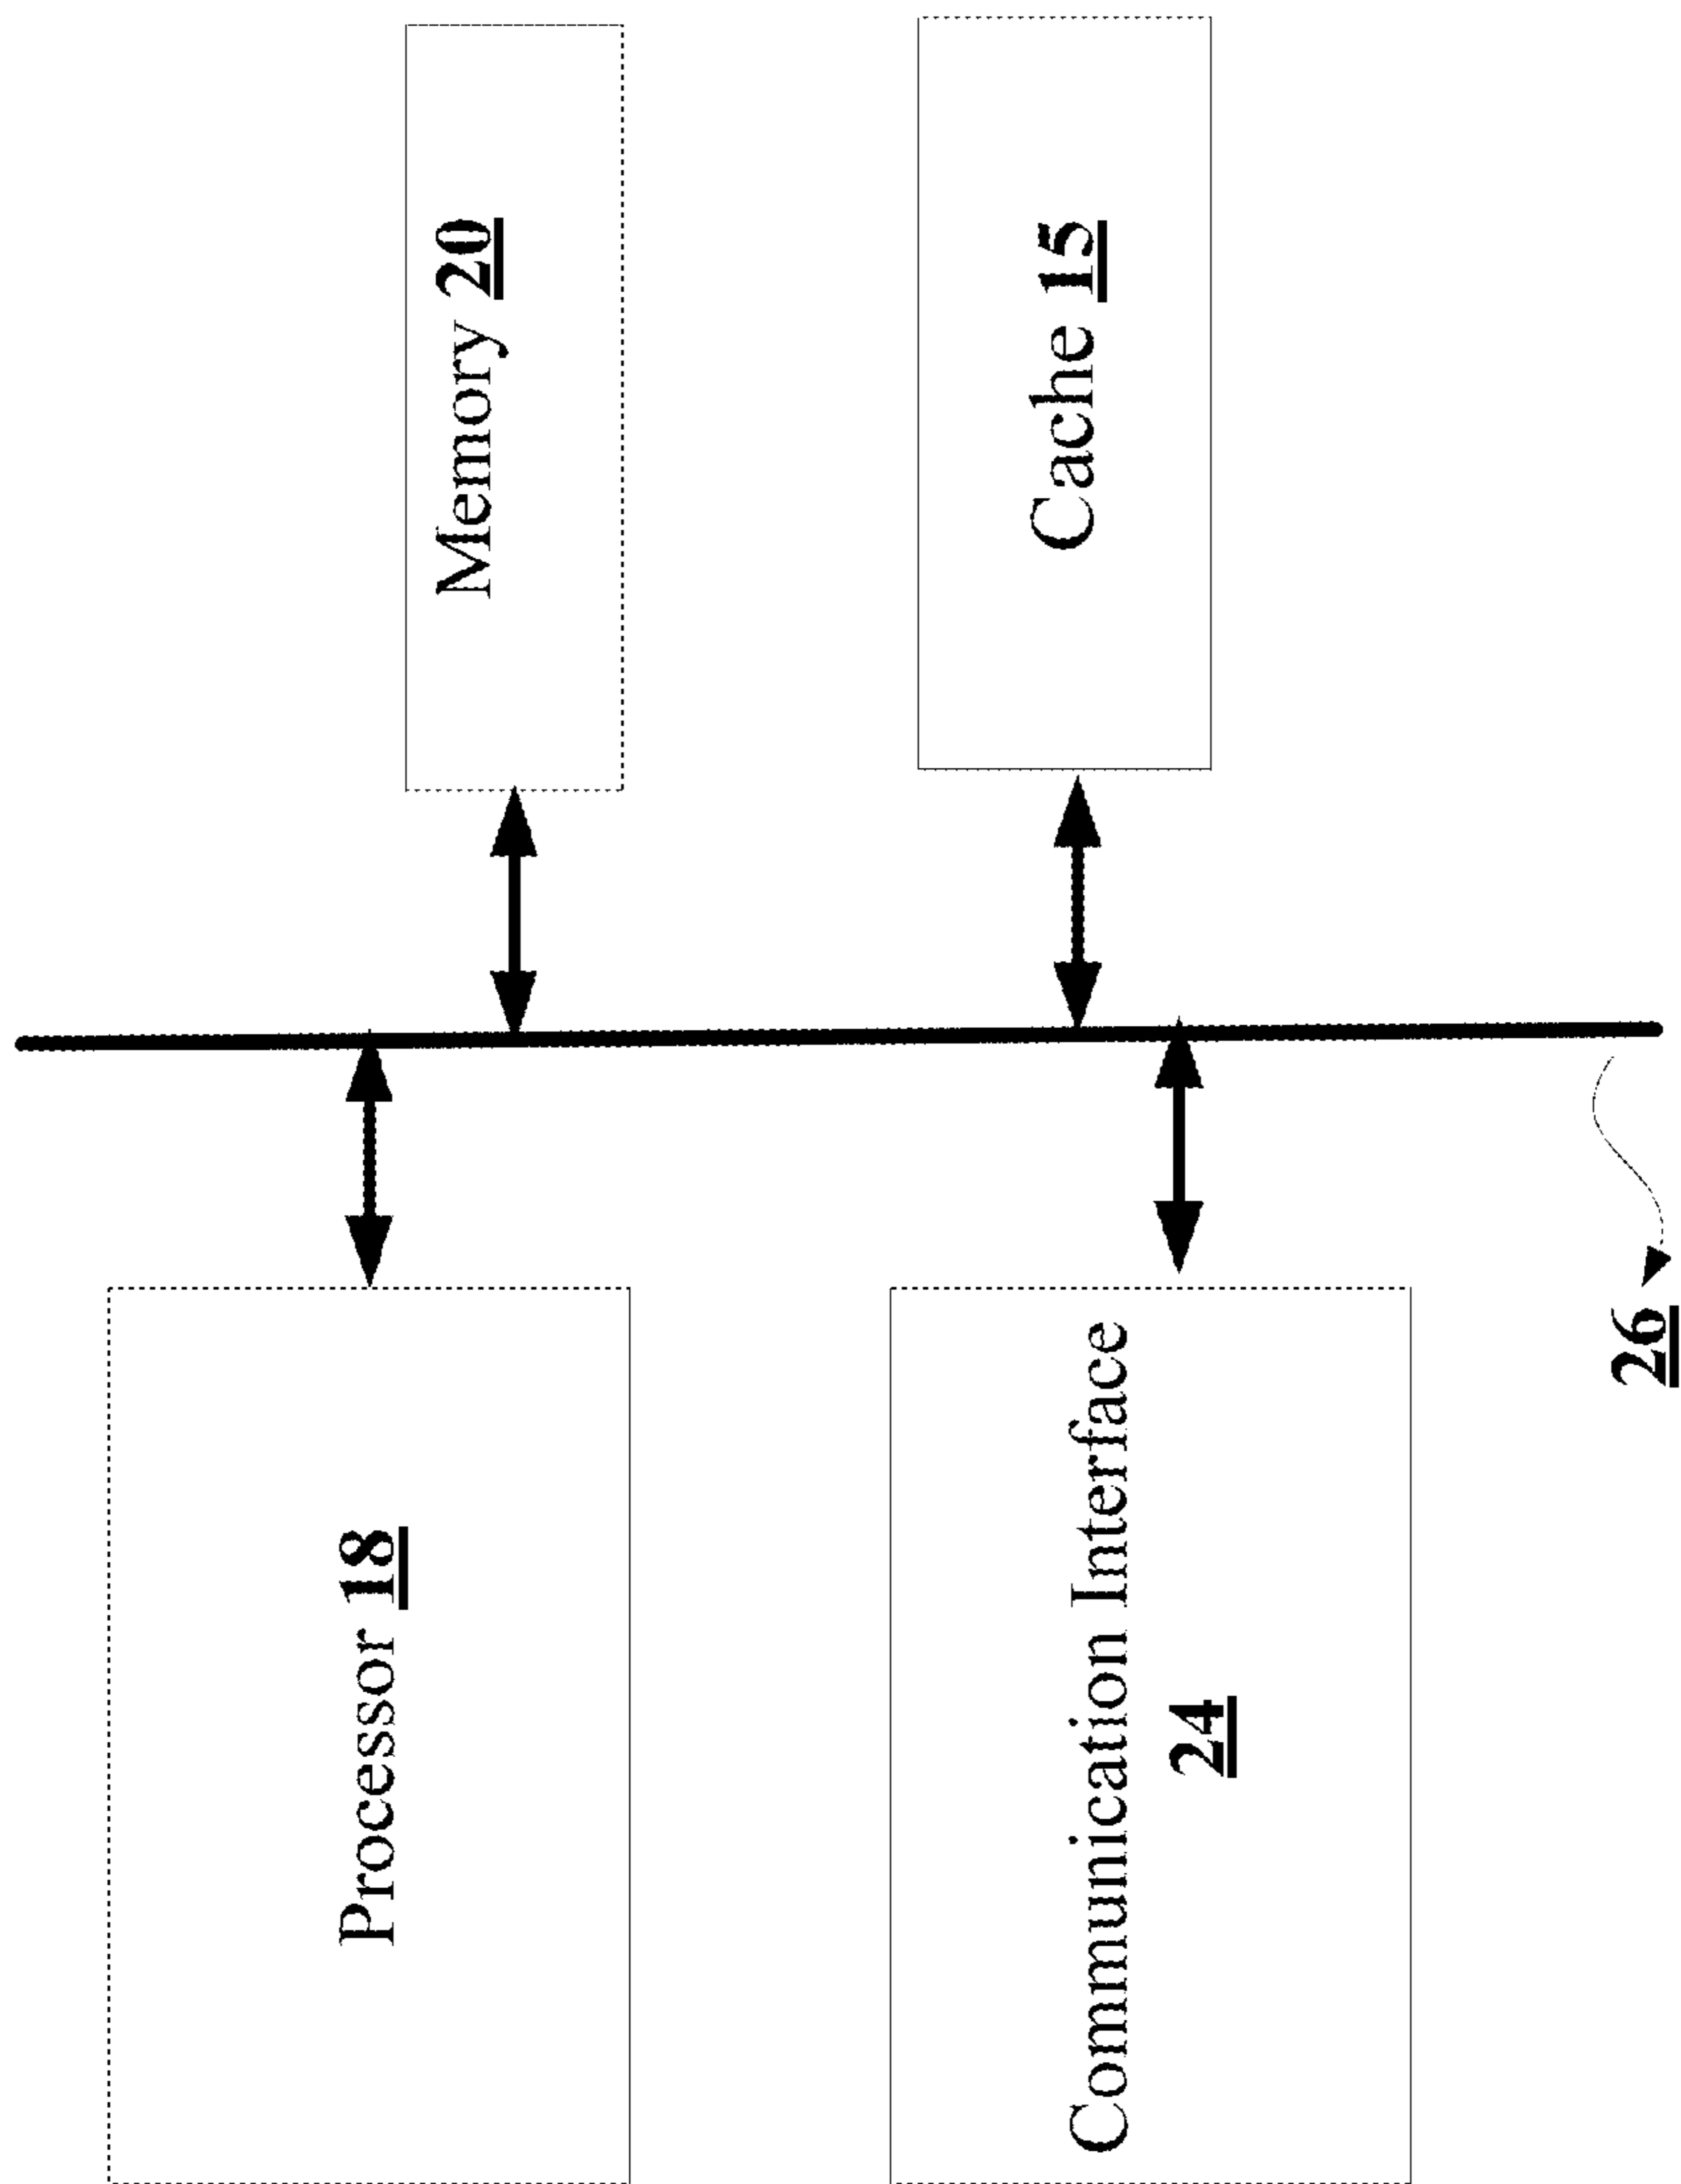 Processor 18
Memory 20
Communication Interface
24
Cache 15
26